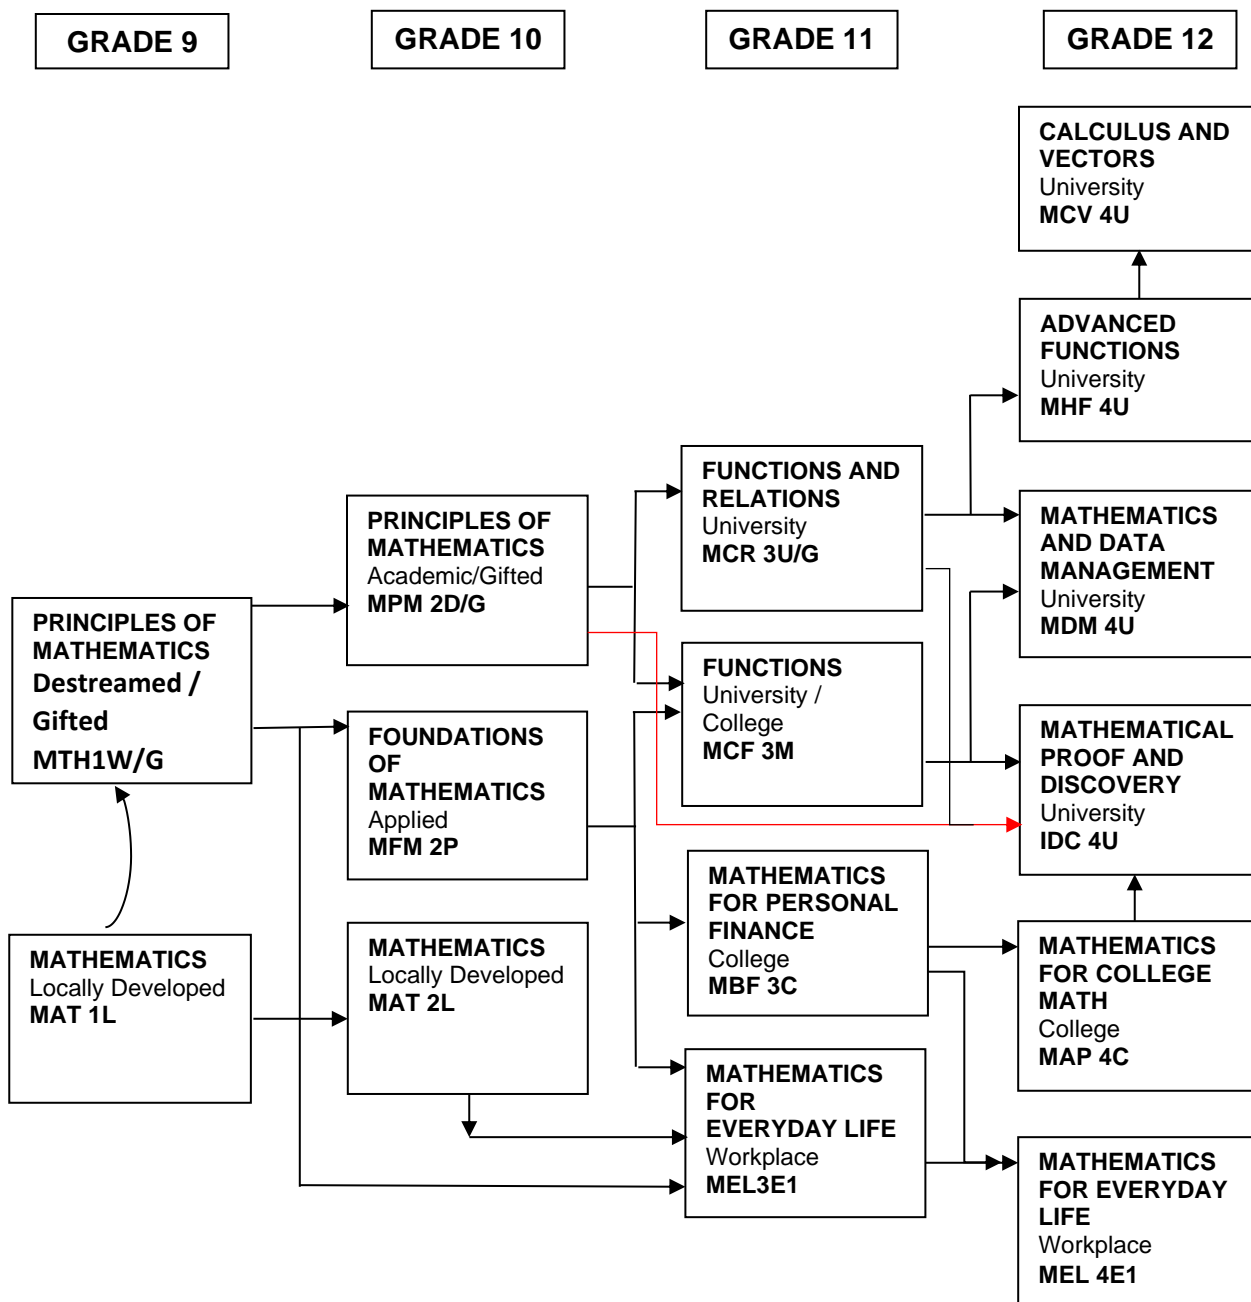 GRADE 9
GRADE 10
GRADE 11
GRADE 12
PRINCIPLES OF
MATHEMATICS
Destreamed /
Gifted
MTH1W/G
MATHEMATICS
Locally Developed
MAT 1L
PRINCIPLES OF
MATHEMATICS
Academic/Gifted
MPM 2D/G
FOUNDATIONS
OF
MATHEMATICS
Applied
MFM 2P
MATHEMATICS
Locally Developed
MAT 2L
FUNCTIONS AND
RELATIONS
University
MCR 3U/G
FUNCTIONS
University /
College
MCF 3M
MATHEMATICS
FOR PERSONAL
FINANCE
College
MBF 3C
MATHEMATICS
FOR
EVERYDAY LIFE
Workplace
MEL3E1
CALCULUS AND
VECTORS
University
MCV 4U
ADVANCED
FUNCTIONS
University
MHF 4U
MATHEMATICS
AND DATA
MANAGEMENT
University
MDM 4U
MATHEMATICAL
PROOF AND
DISCOVERY
University
IDC 4U
MATHEMATICS
FOR COLLEGE
MATH
College
MAP 4C
MATHEMATICS
FOR EVERYDAY
LIFE
Workplace
MEL 4E1